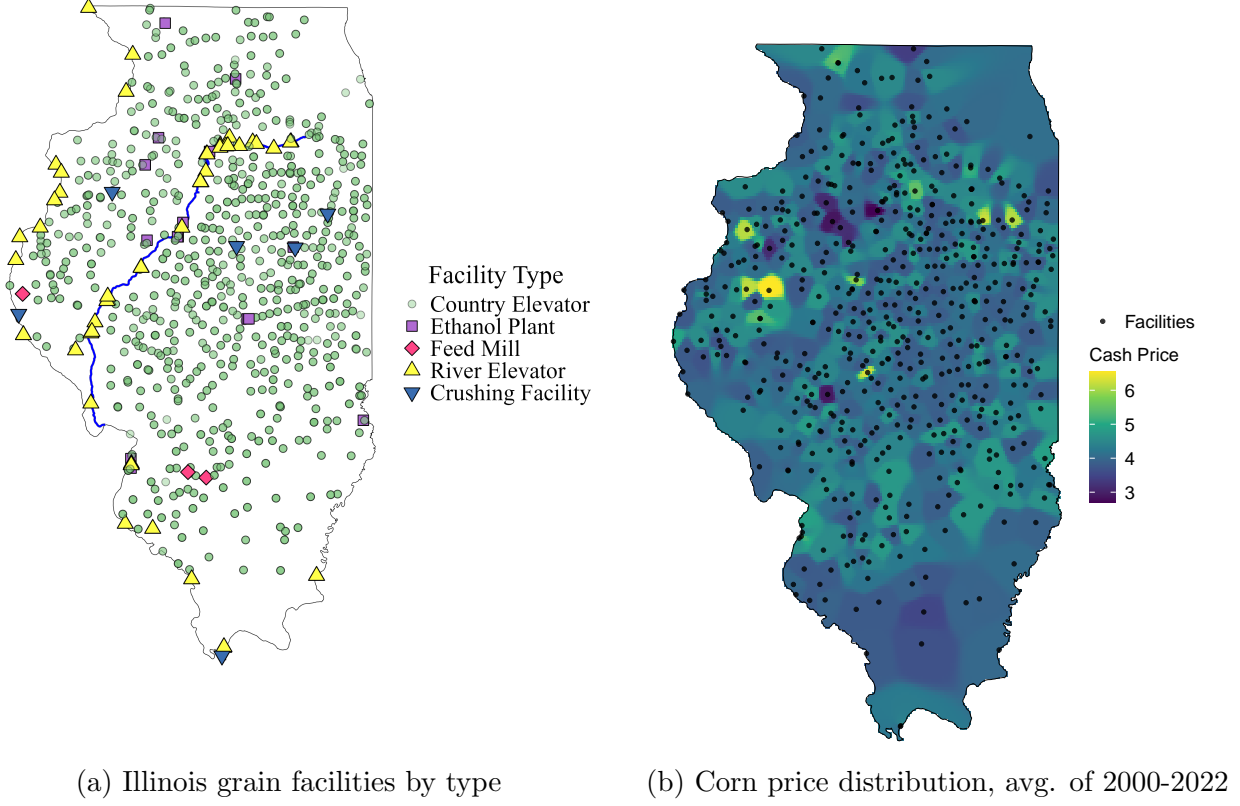 Facility Type
Country Elevator
Ethanol Plant
Feed Mill
River Elevator
Crushing Facility
Facilities
Cash Price
6
5
4
3
(a) Illinois grain facilities by type
(b) Corn price distribution, avg. of 2000-2022